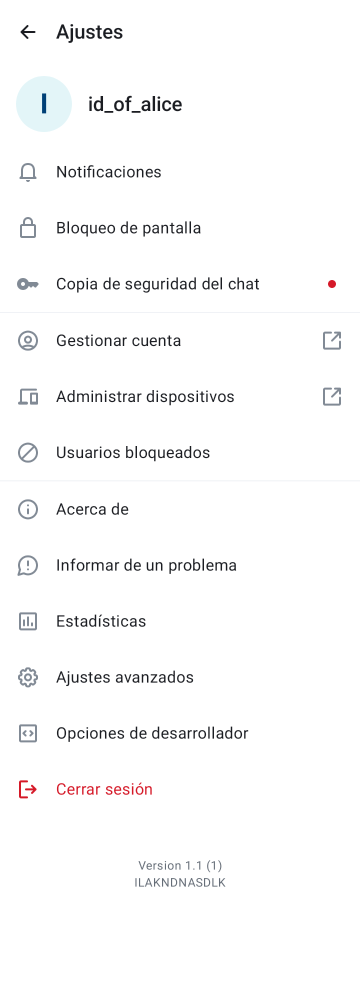 Ajustes
I
id_of_alice
Notificaciones
Bloqueo de pantalla
Copia de seguridad del chat
Gestionar cuenta
Administrar dispositivos
Usuarios bloqueados
Acerca de
Informar de un problema
Estadísticas
Ajustes avanzados
Opciones de desarrollador
Cerrar sesión
Version 1.1 (1)
ILAKNDNASDLK